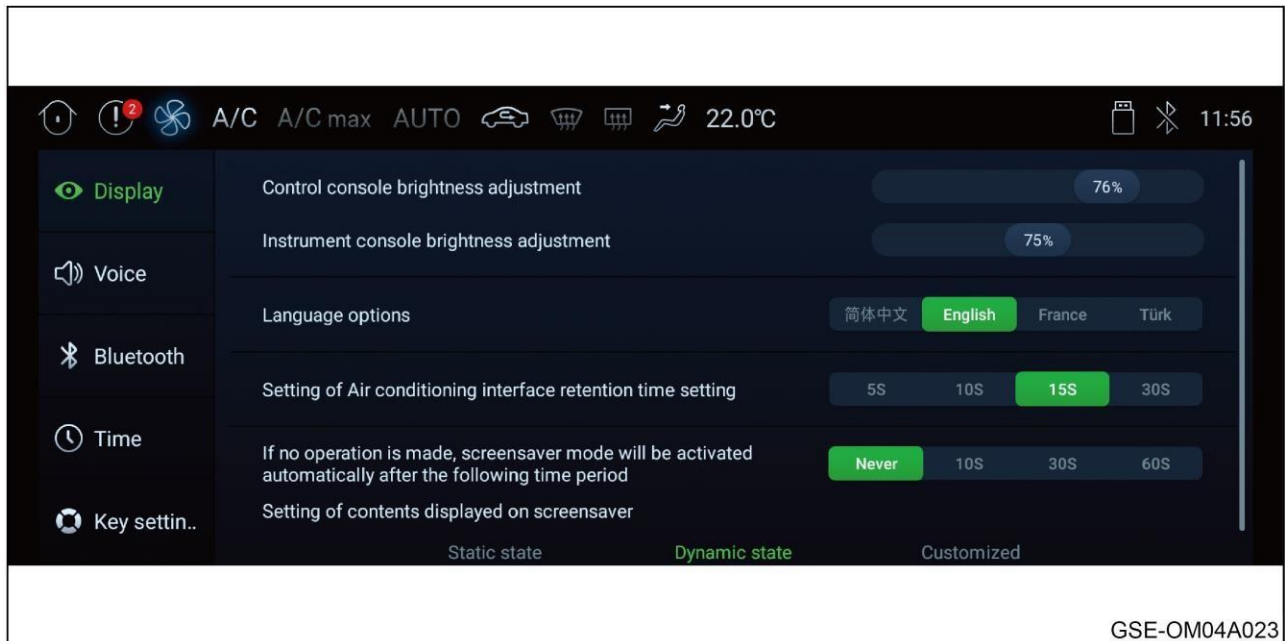 2
A/C A/C max AUTO 22.0℃ 11:56
Display
Control console brightness adjustment 76%
Instrument console brightness adjustment 75%
Voice
Language options 简体中文 English France Türk
Bluetooth
Setting of Air conditioning interface retention time setting 5S 10S 15S 30S
Time
If no operation is made, screensaver mode will be activated
automatically after the following time period Never 10S 30S 60S
Key settin..
Setting of contents displayed on screensaver
Static state Dynamic state Customized
GSE-OM04A023